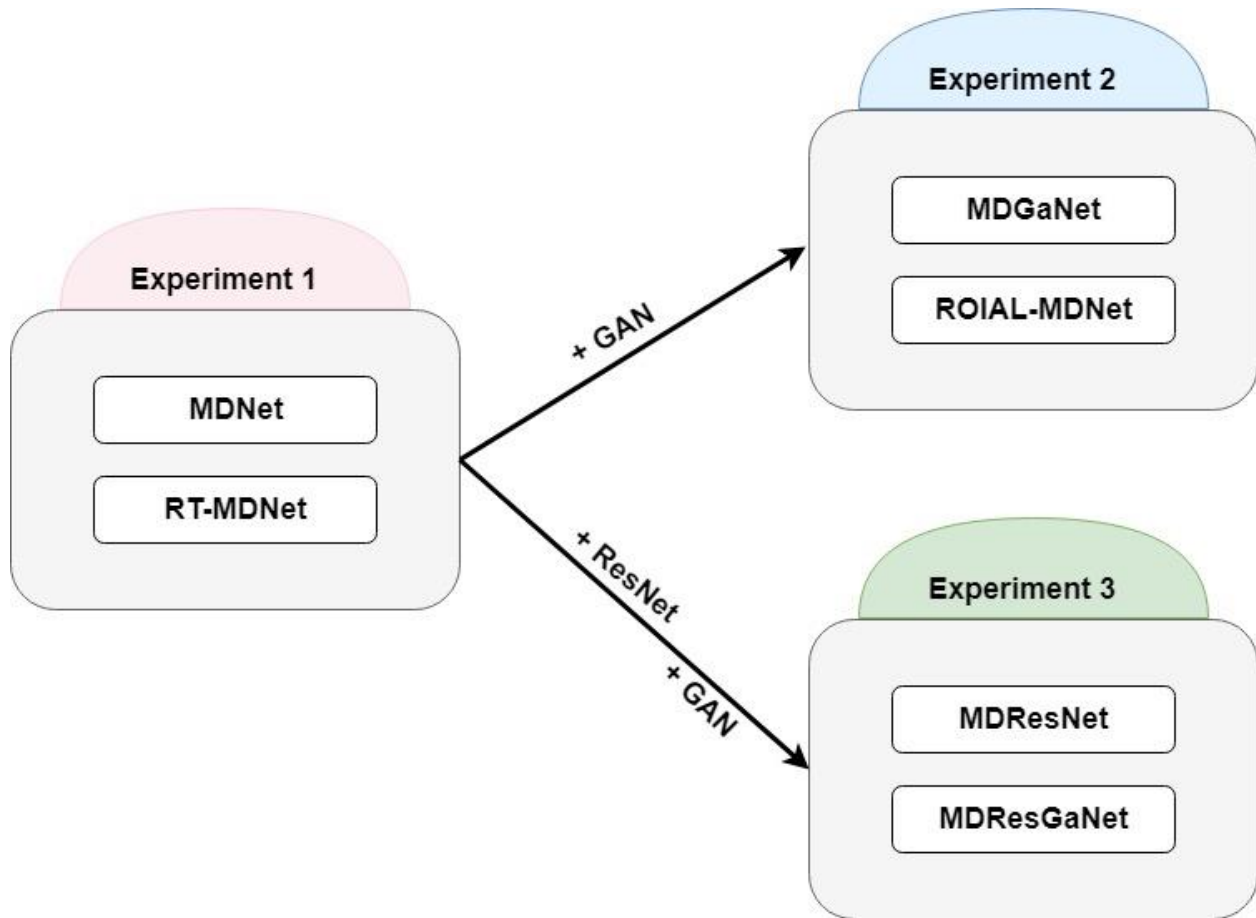 Experiment 1
MDNet
RT-MDNet
+ GAN
+ ResNet
+ GAN
Experiment 2
MDGaNet
ROIAL-MDNet
Experiment 3
MDResNet
MDResGaNet